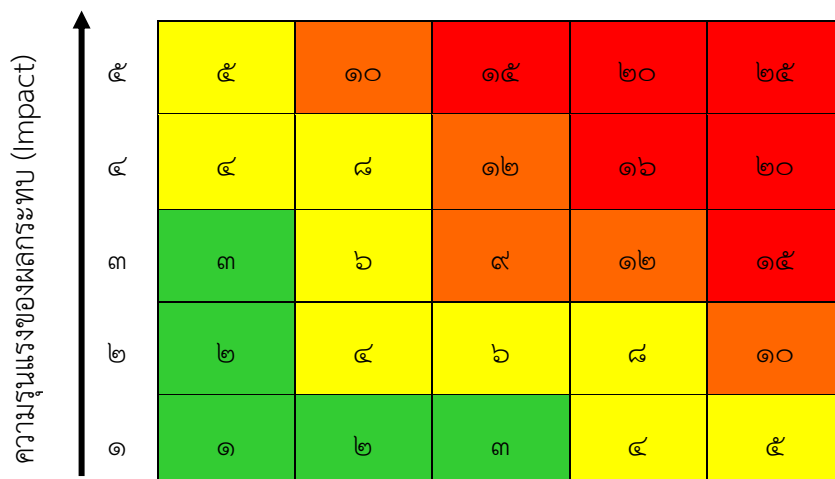 ความรุนแรงของผลกระทบ (Impact)
๕ ๕ ๑๐ ๑๕ ๒๐ ๒๕
๔ ๔ ๘ ๑๒ ๑๖ ๒๐
๓ ๓ ๖ ๙ ๑๒ ๑๕
๒ ๒ ๔ ๖ ๘ ๑๐
๑ ๑ ๒ ๓ ๔ ๕